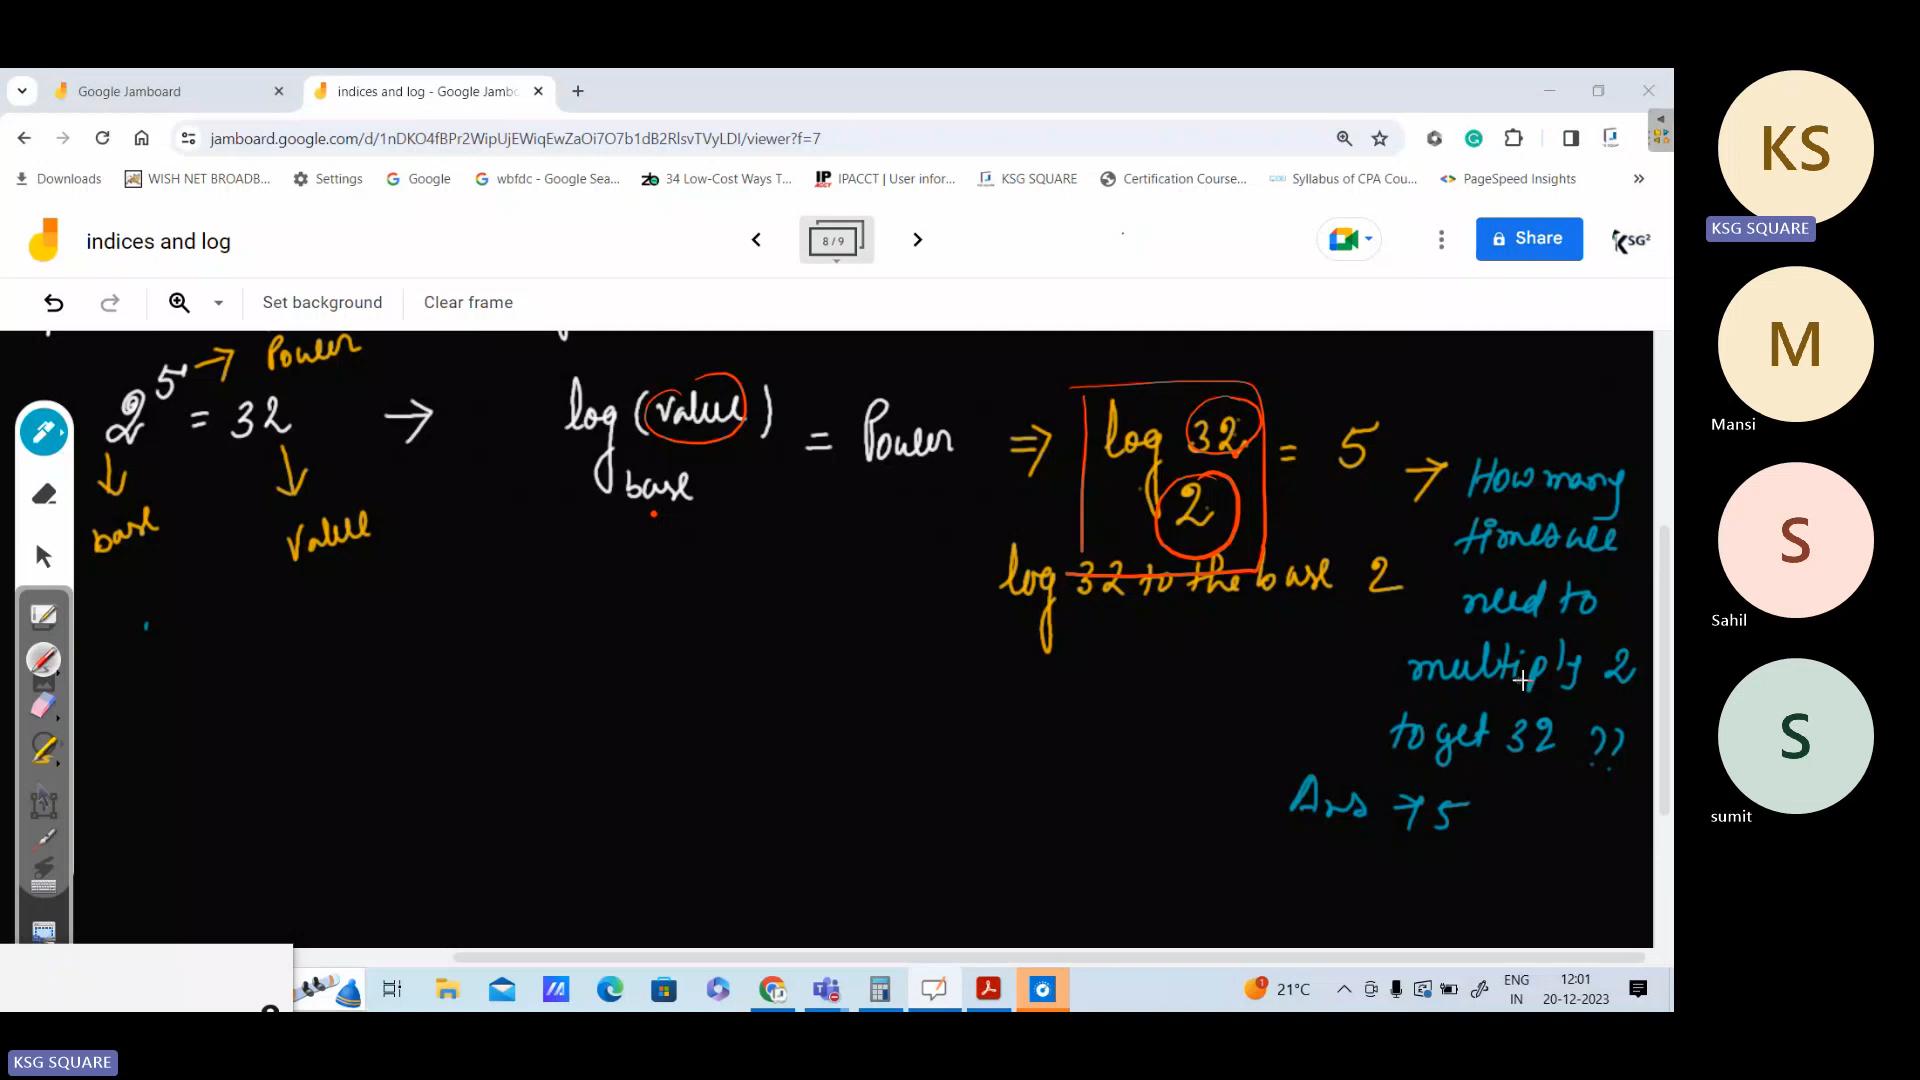 Google Jamboard
indices and log - Google Jambo
jamboard.google.com/d/1nDKO4fBPr2WipUjEWiqEwZaOi7O7b1dB2RlsvTVyLDI/viewer?f=7
Downloads WISH NET BROADB... Settings Google wbfdc - Google Sea... 34 Low-Cost Ways T... IPACCT | User infor... KSG SQUARE Certification Course... Syllabus of CPA Cou... PageSpeed Insights
indices and log
8 / 9
Share
KSG²
Set background Clear frame
Power
2^5 = 32 → log (value) = Power ⇒ log 32 = 5 → How many
base 2
base value
times we
log 32 to the base 2
need to
multiply 2
to get 32 ??
Ans → 5
21°C
ENG
IN
12:01
20-12-2023
KS
KSG SQUARE
M
Mansi
S
Sahil
S
sumit
KSG SQUARE